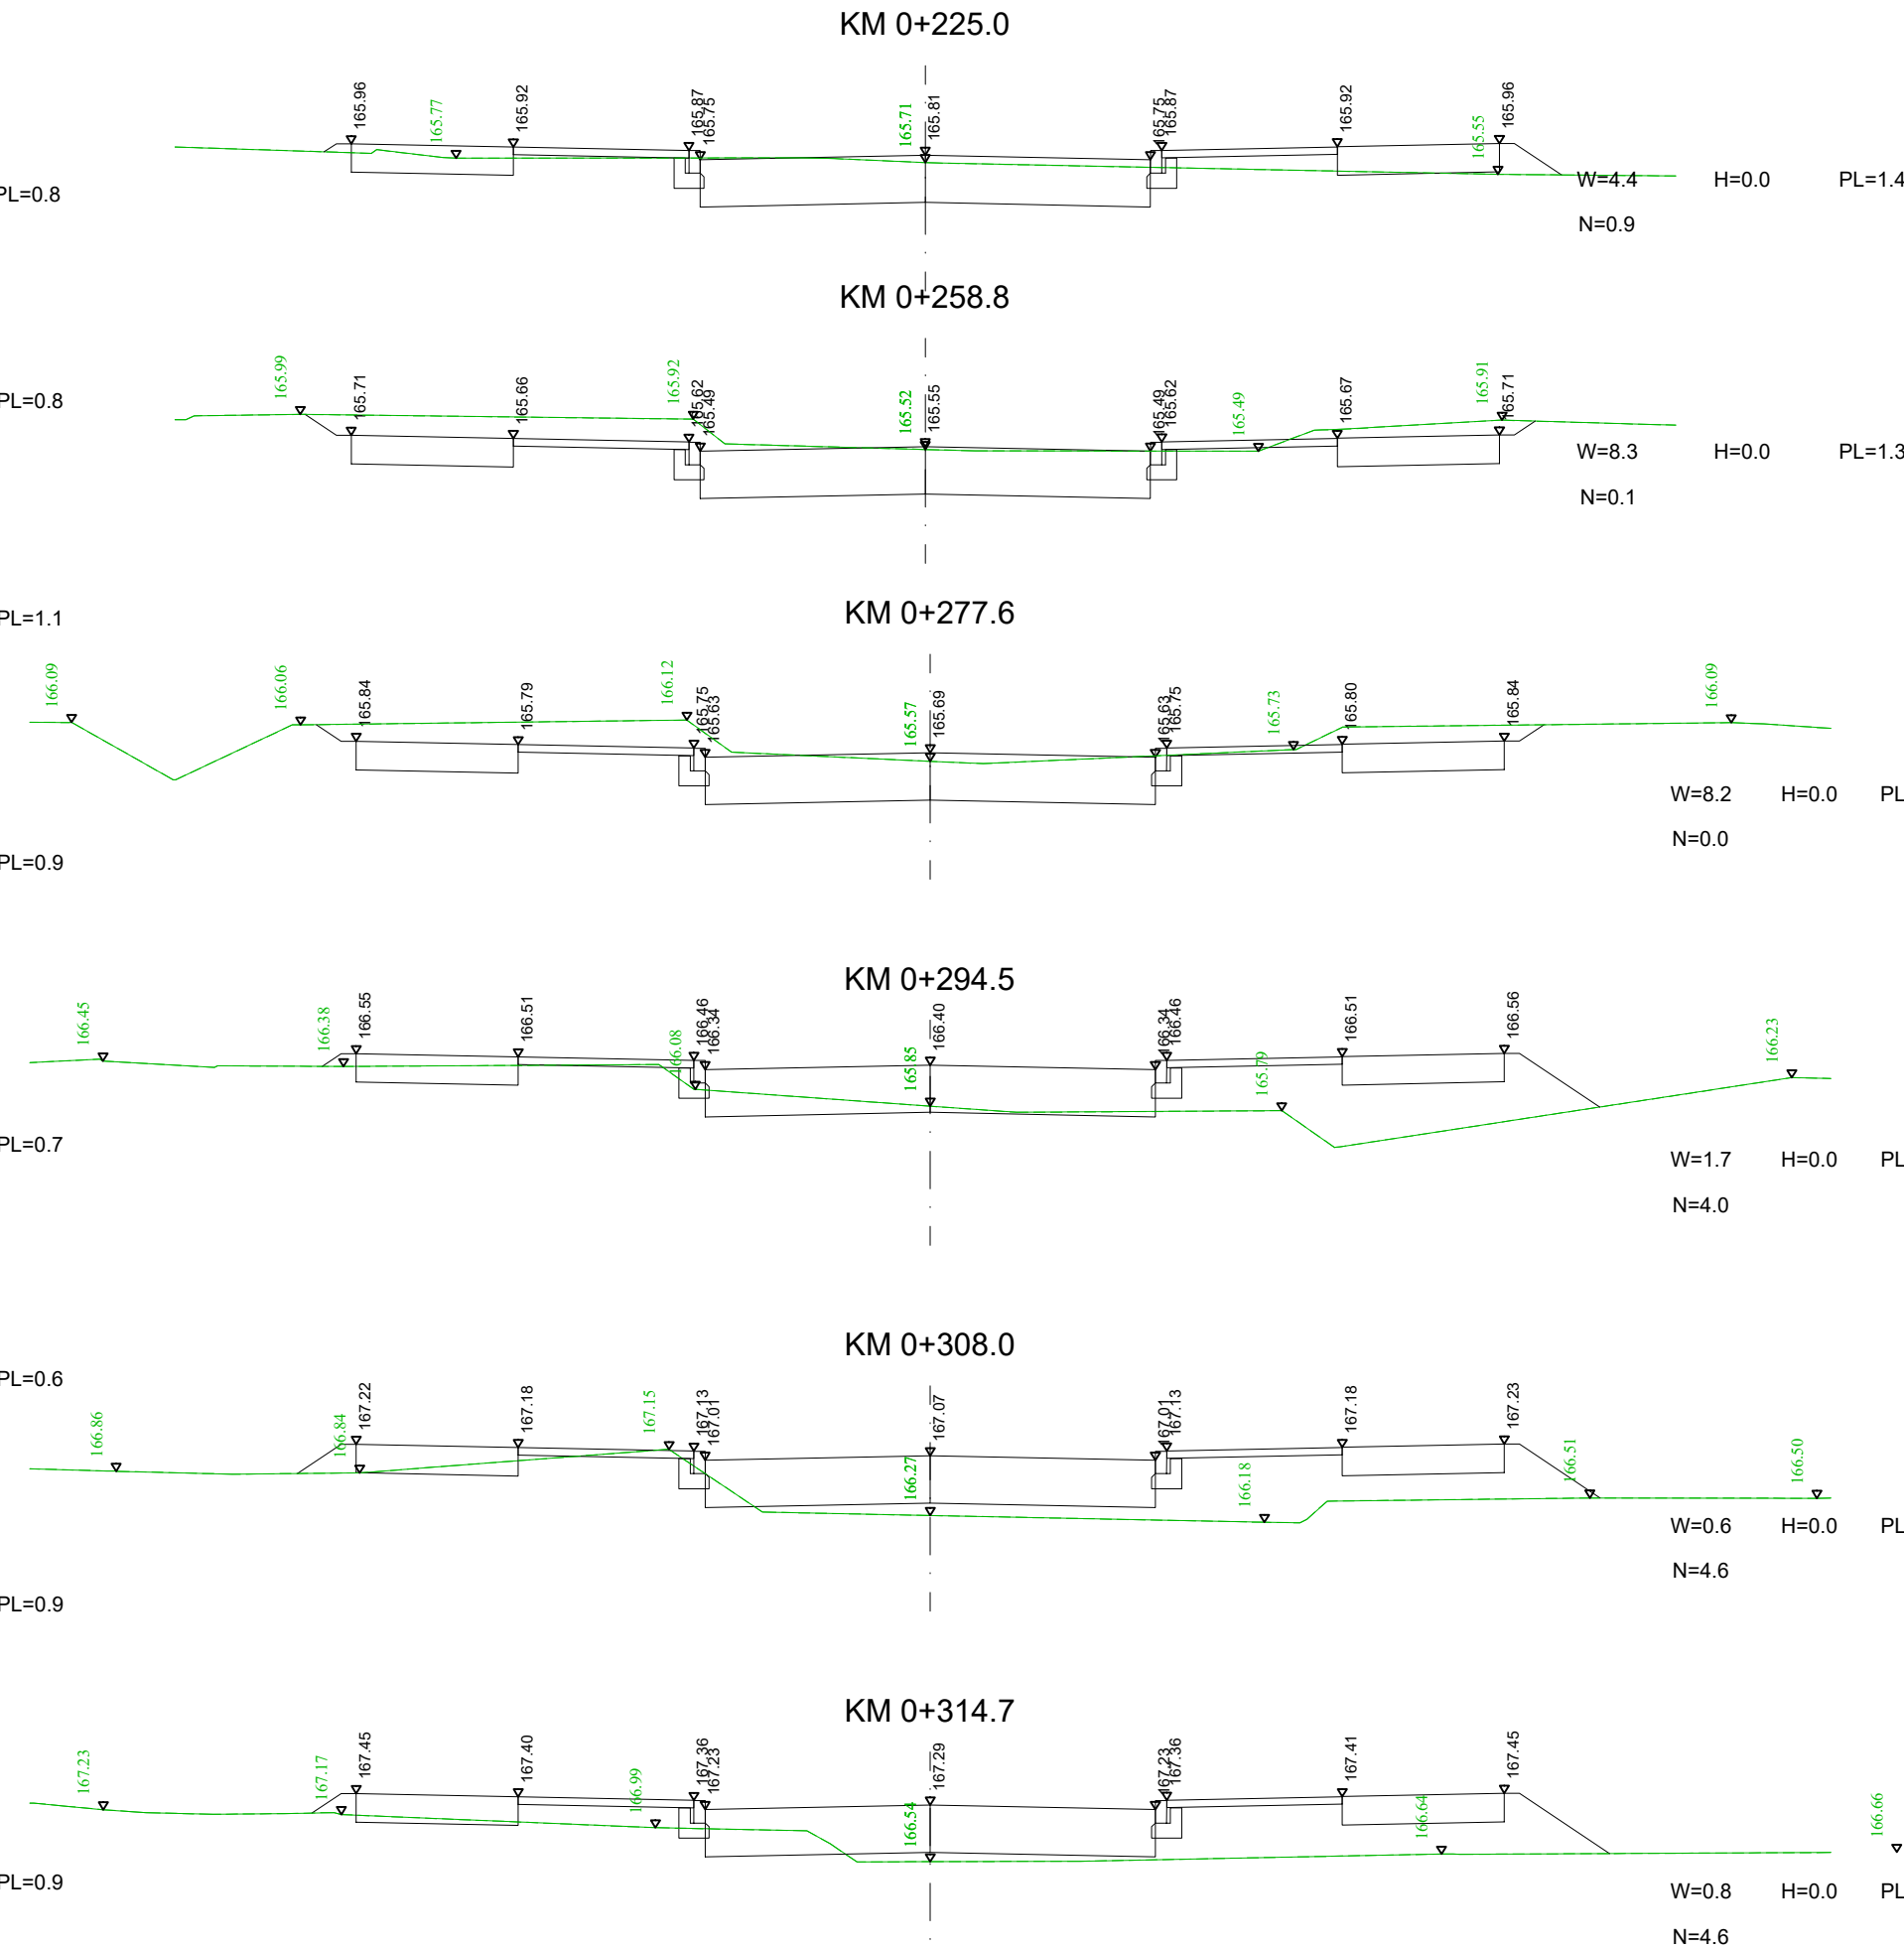 KM 0+225.0
165.96 165.77 165.92 165.87 165.75 165.71 165.81 165.75 165.87 165.92 165.55 165.96
PL=0.8 W=4.4 H=0.0 PL=1.4
N=0.9
KM 0+258.8
165.99 165.71 165.66 165.92 165.62 165.49 165.52 165.55 165.49 165.62 165.49 165.67 165.91 165.71
PL=0.8 W=8.3 H=0.0 PL=1.3
N=0.1
PL=1.1 KM 0+277.6
166.09 166.06 165.84 165.79 166.12 165.75 165.63 165.57 165.69 165.63 165.75 165.73 165.80 165.84 166.09
W=8.2 H=0.0 PL
N=0.0
PL=0.9
KM 0+294.5
166.45 166.38 166.55 166.51 166.08 166.46 166.34 165.85 166.40 166.34 166.46 165.79 166.51 166.56 166.23
PL=0.7 W=1.7 H=0.0 PL
N=4.0
KM 0+308.0
PL=0.6
166.86 166.84 167.22 167.18 167.15 167.13 167.01 166.27 167.07 167.01 167.13 166.18 167.18 167.23 166.51 166.50
W=0.6 H=0.0 PL
N=4.6
PL=0.9
KM 0+314.7
167.23 167.17 167.45 167.40 166.99 167.36 167.23 166.54 167.29 167.23 167.36 167.41 166.64 167.45 166.66
PL=0.9 W=0.8 H=0.0 PL
N=4.6